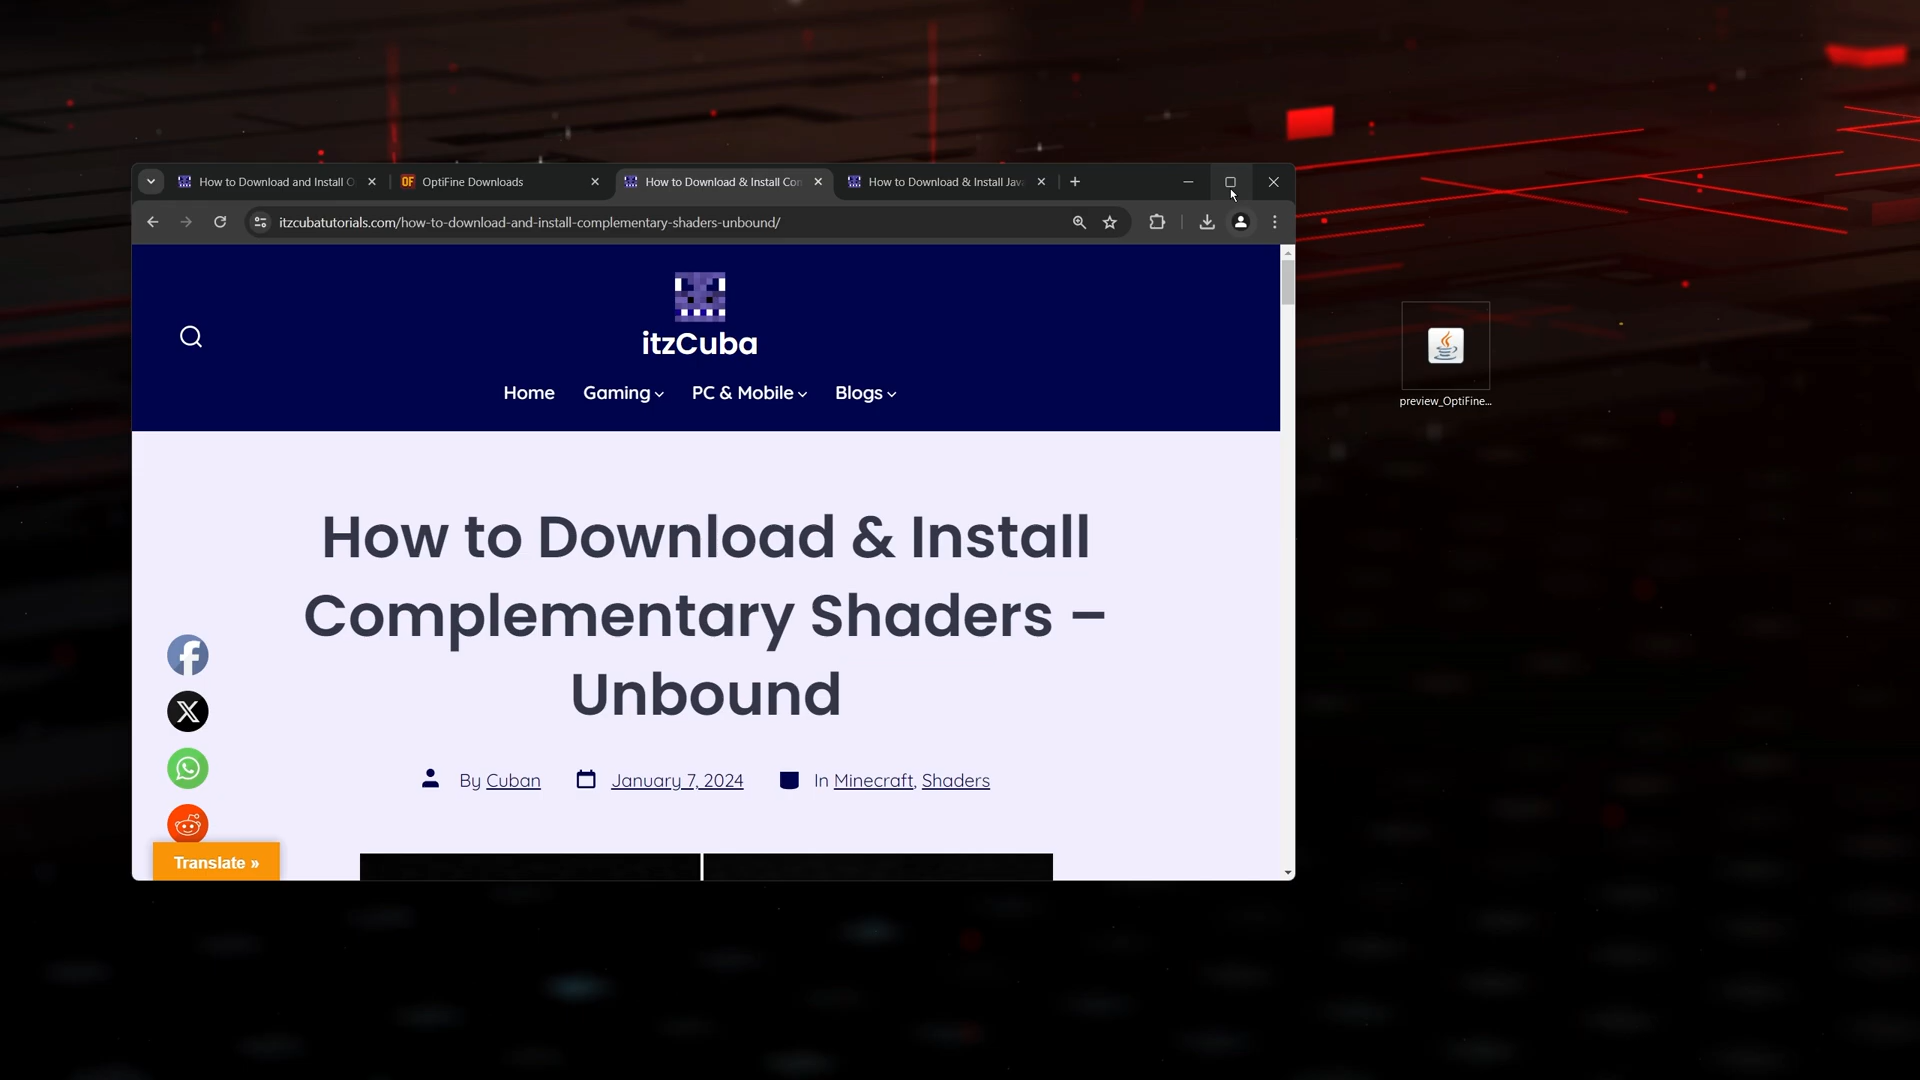 How to Download and Install O
OF OptiFine Downloads
How to Download & Install Com
How to Download & Install Java
itzcubatutorials.com/how-to-download-and-install-complementary-shaders-unbound/
itzCuba
Home Gaming PC & Mobile Blogs
preview_OptiFine...
How to Download & Install
Complementary Shaders –
Unbound
By Cuban January 7, 2024 In Minecraft, Shaders
Translate »